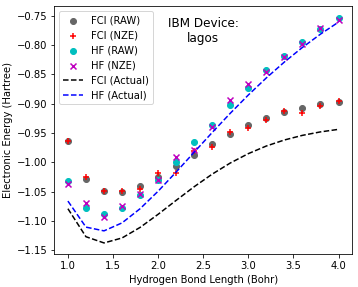 FCI (RAW)
FCI (NZE)
HF (RAW)
HF (NZE)
FCI (Actual)
HF (Actual)
IBM Device:
lagos
Electronic Energy (Hartree)
−0.75
−0.80
−0.85
−0.90
−0.95
−1.00
−1.05
−1.10
−1.15
1.0 1.5 2.0 2.5 3.0 3.5 4.0
Hydrogen Bond Length (Bohr)